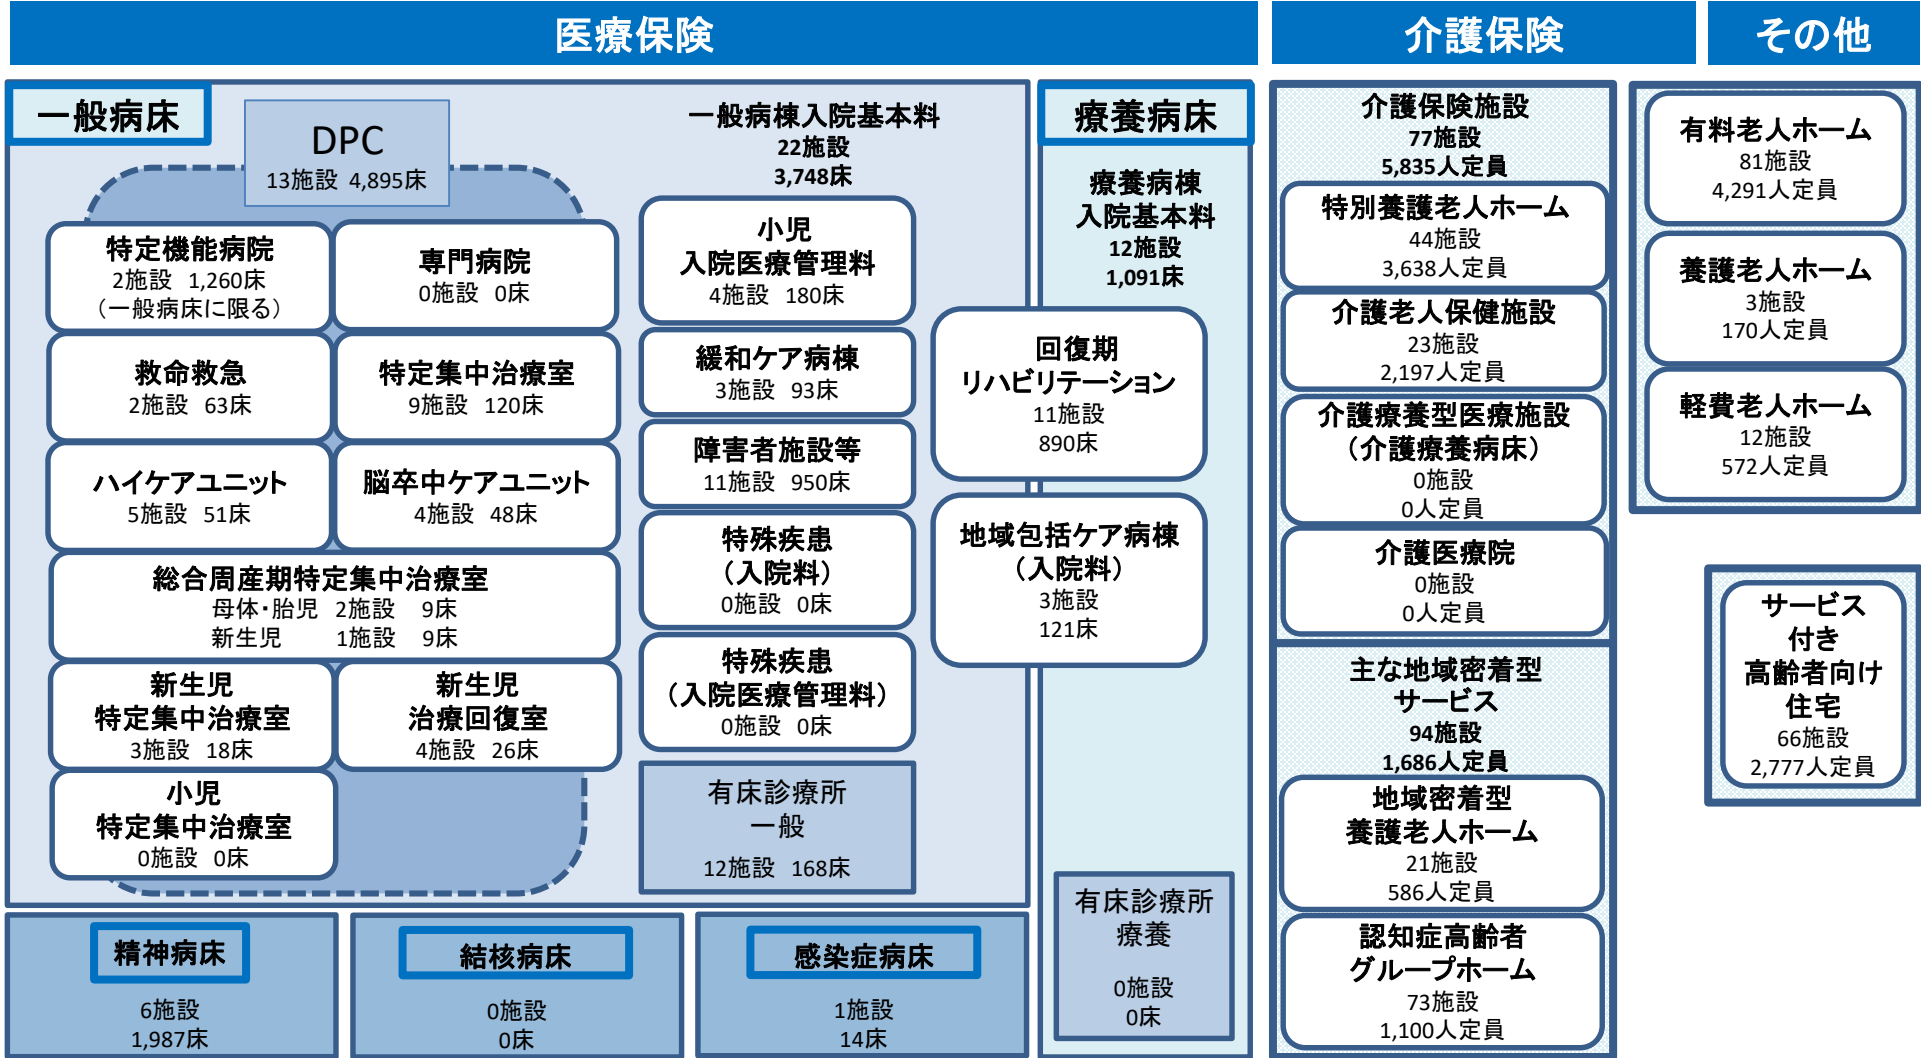 医療保険
介護保険
その他
一般病床
DPC
13施設 4,895床
特定機能病院
2施設 1,260床
(一般病床に限る)
専門病院
0施設 0床
救命救急
2施設 63床
特定集中治療室
9施設 120床
ハイケアユニット
5施設 51床
脳卒中ケアユニット
4施設 48床
総合周産期特定集中治療室
母体・胎児 2施設 9床
新生児 1施設 9床
新生児
特定集中治療室
3施設 18床
新生児
治療回復室
4施設 26床
小児
特定集中治療室
0施設 0床
一般病棟入院基本料
22施設
3,748床
小児
入院医療管理料
4施設 180床
緩和ケア病棟
3施設 93床
障害者施設等
11施設 950床
特殊疾患
(入院料)
0施設 0床
特殊疾患
(入院医療管理料)
0施設 0床
有床診療所
一般
12施設 168床
療養病床
療養病棟
入院基本料
12施設
1,091床
回復期
リハビリテーション
11施設
890床
地域包括ケア病棟
(入院料)
3施設
121床
有床診療所
療養
0施設
0床
精神病床
6施設
1,987床
結核病床
0施設
0床
感染症病床
1施設
14床
介護保険施設
77施設
5,835人定員
特別養護老人ホーム
44施設
3,638人定員
介護老人保健施設
23施設
2,197人定員
介護療養型医療施設
(介護療養病床)
0施設
0人定員
介護医療院
0施設
0人定員
主な地域密着型
サービス
94施設
1,686人定員
地域密着型
養護老人ホーム
21施設
586人定員
認知症高齢者
グループホーム
73施設
1,100人定員
有料老人ホーム
81施設
4,291人定員
養護老人ホーム
3施設
170人定員
軽費老人ホーム
12施設
572人定員
サービス
付き
高齢者向け
住宅
66施設
2,777人定員